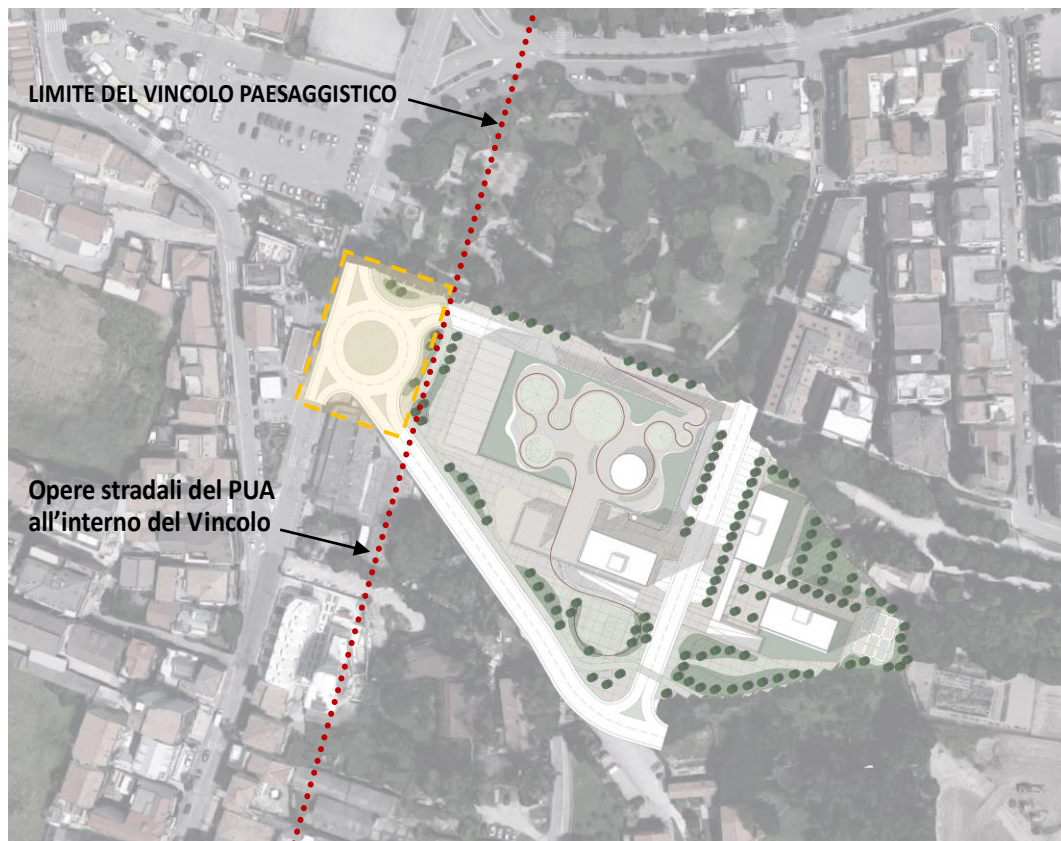 LIMITE DEL VINCOLO PAESAGGISTICO
Opere stradali del PUA
all’interno del Vincolo